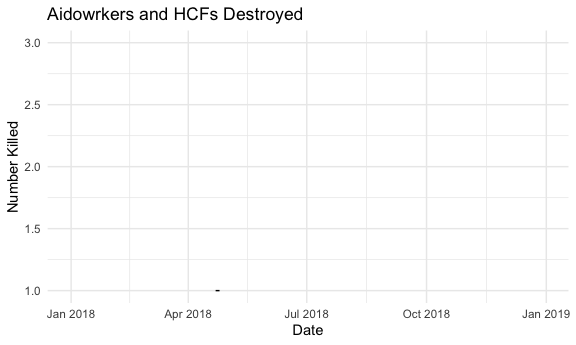 Aidowrkers and HCFs Destroyed
3.0
2.5
2.0
1.5
1.0
Number Killed
Jan 2018 Apr 2018 Jul 2018 Oct 2018 Jan 2019
Date